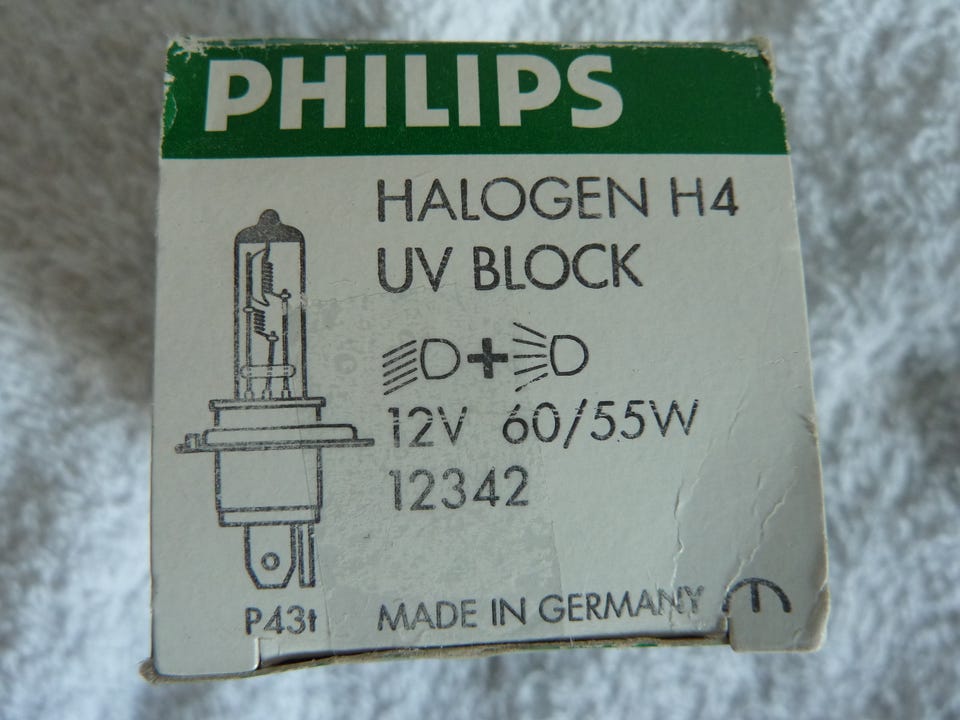 PHILIPS
HALOGEN H4
UV BLOCK
12V 60/55W
12342
P43t
MADE IN GERMANY